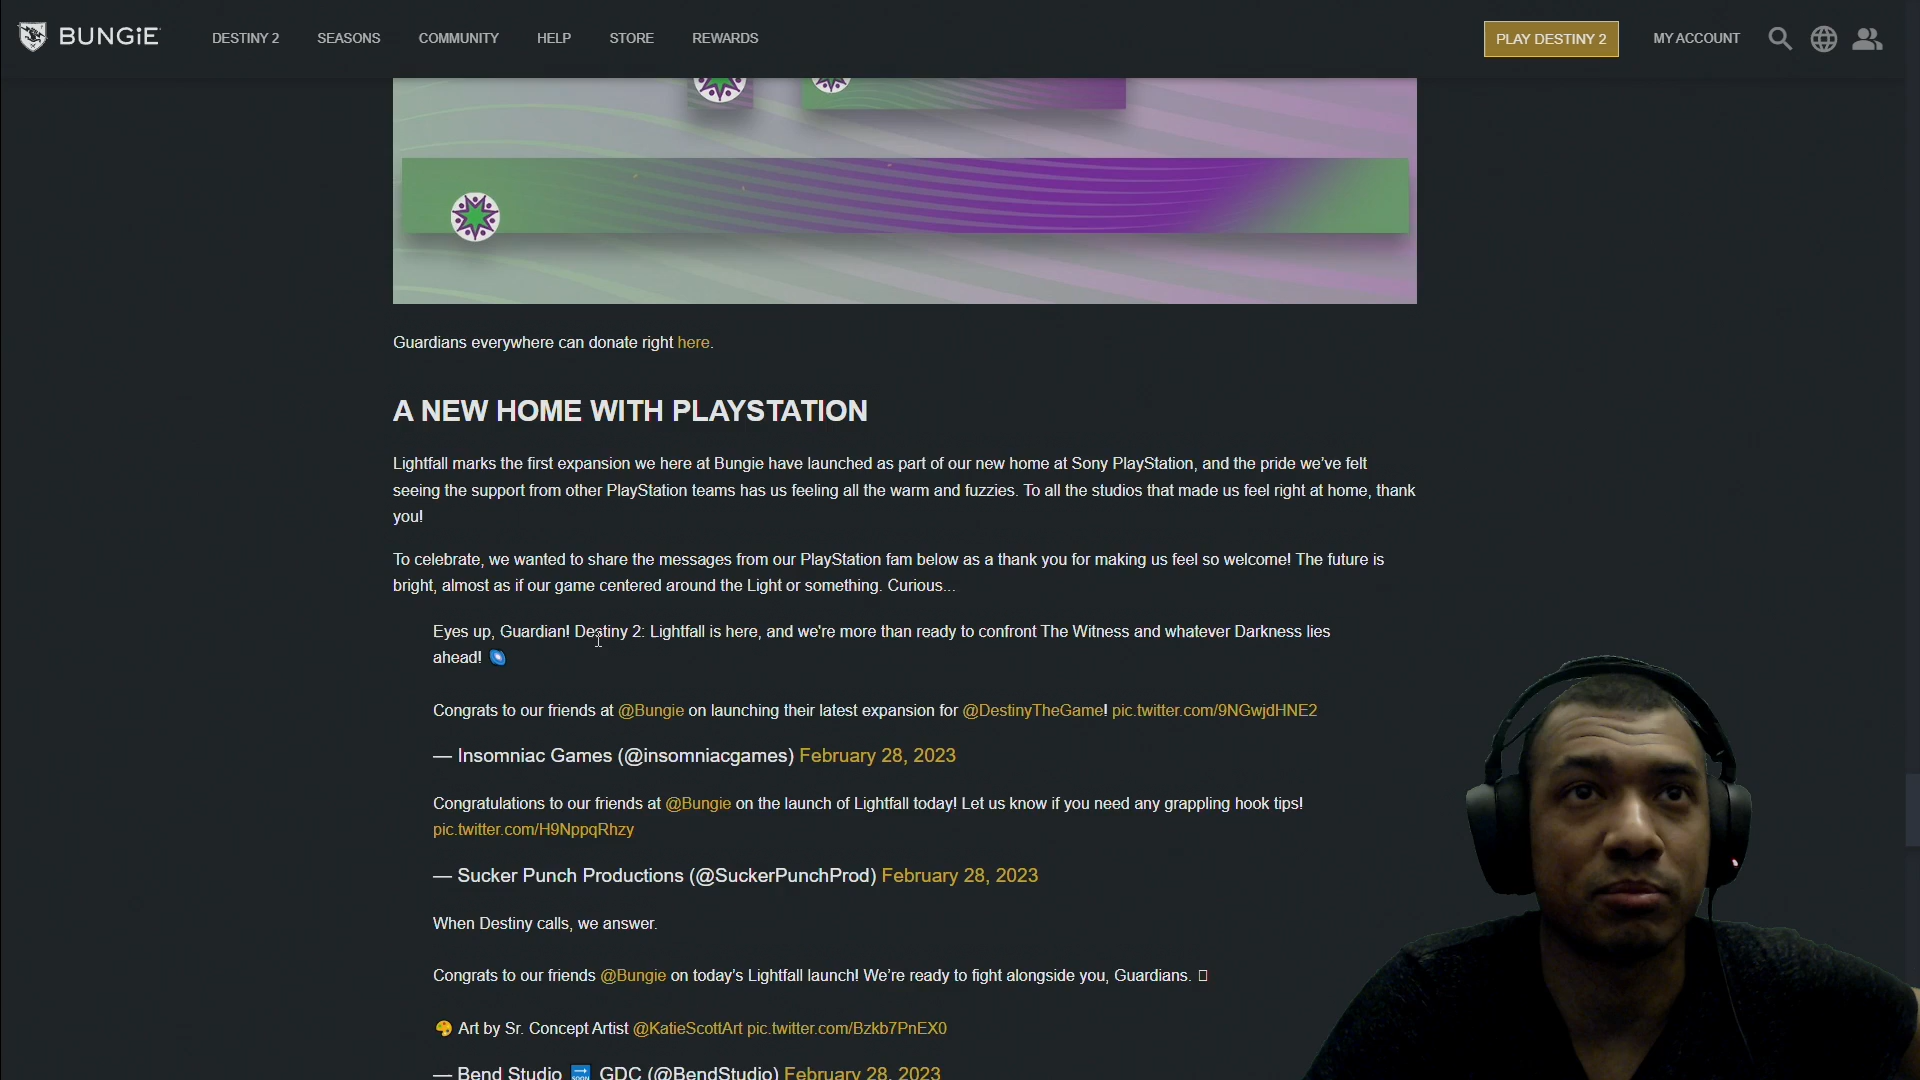 BUNGiE DESTINY 2 SEASONS COMMUNITY HELP STORE REWARDS PLAY DESTINY 2 MY ACCOUNT
Guardians everywhere can donate right here.
A NEW HOME WITH PLAYSTATION
Lightfall marks the first expansion we here at Bungie have launched as part of our new home at Sony PlayStation, and the pride we've felt
seeing the support from other PlayStation teams has us feeling all the warm and fuzzies. To all the studios that made us feel right at home, thank
you!
To celebrate, we wanted to share the messages from our PlayStation fam below as a thank you for making us feel so welcome! The future is
bright, almost as if our game centered around the Light or something. Curious...
Eyes up, Guardian! Destiny 2: Lightfall is here, and we're more than ready to confront The Witness and whatever Darkness lies
ahead!
Congrats to our friends at @Bungie on launching their latest expansion for @DestinyTheGame! pic.twitter.com/9NGwjdHNE2
— Insomniac Games (@insomniacgames) February 28, 2023
Congratulations to our friends at @Bungie on the launch of Lightfall today! Let us know if you need any grappling hook tips!
pic.twitter.com/H9NppqRhzy
— Sucker Punch Productions (@SuckerPunchProd) February 28, 2023
When Destiny calls, we answer.
Congrats to our friends @Bungie on today's Lightfall launch! We're ready to fight alongside you, Guardians.
Art by Sr. Concept Artist @KatieScottArt pic.twitter.com/Bzkb7PnEX0
— Bend Studio SOON GDC (@BendStudio) February 28, 2023